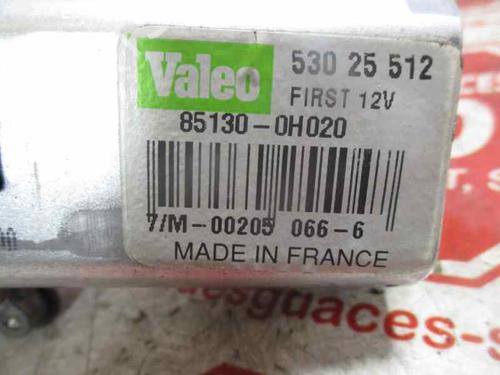 Valeo
530 25 512
FIRST 12V
85130-0H020
7/M-00205 066-6
MADE IN FRANCE
desguaces-s